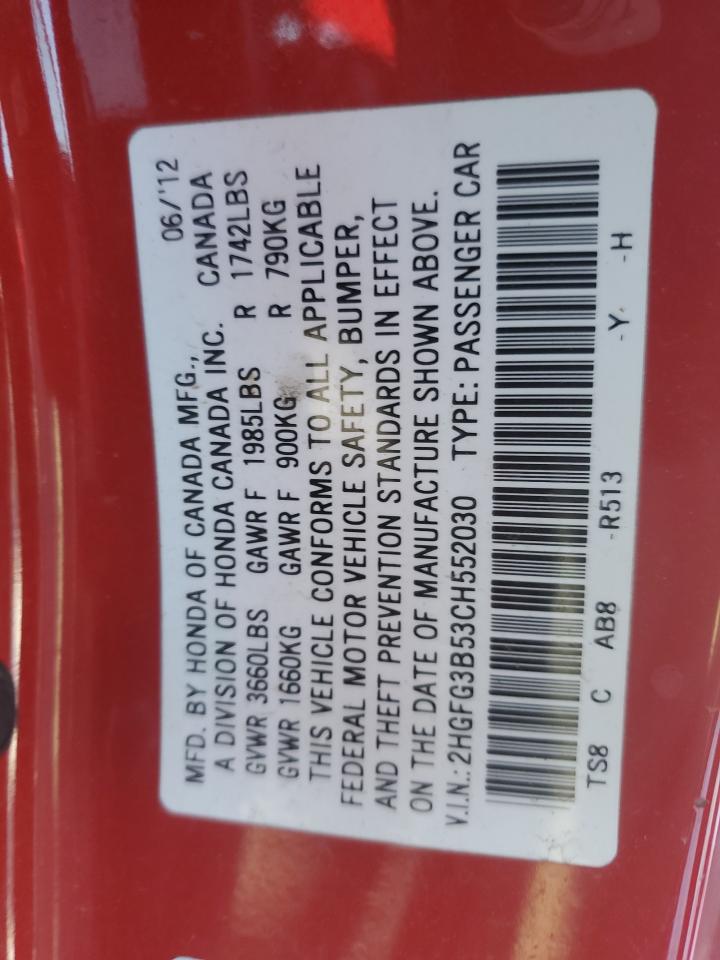 MFD. BY HONDA OF CANADA MFG., 06/'12
A DIVISION OF HONDA CANADA INC. CANADA
GVWR 3660LBS GAWR F 1985LBS R 1742LBS
GVWR 1660KG GAWR F 900KG R 790KG
THIS VEHICLE CONFORMS TO ALL APPLICABLE
FEDERAL MOTOR VEHICLE SAFETY, BUMPER,
AND THEFT PREVENTION STANDARDS IN EFFECT
ON THE DATE OF MANUFACTURE SHOWN ABOVE.
V.I.N.: 2HGFG3B53CH552030 TYPE: PASSENGER CAR
TS8 C AB8 -R513 -Y -H